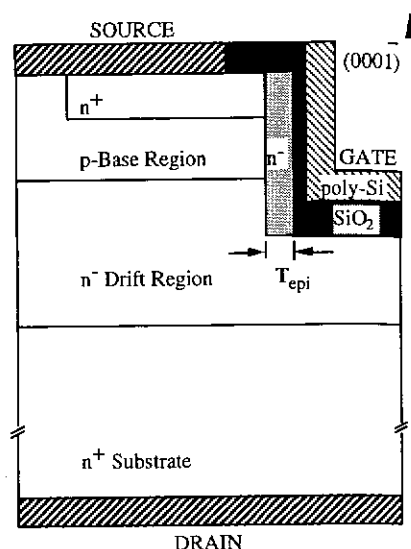 SOURCE
(0001̄)
n+
p-Base Region
n-
GATE
poly-Si
SiO2
Tepi
n- Drift Region
n+ Substrate
DRAIN